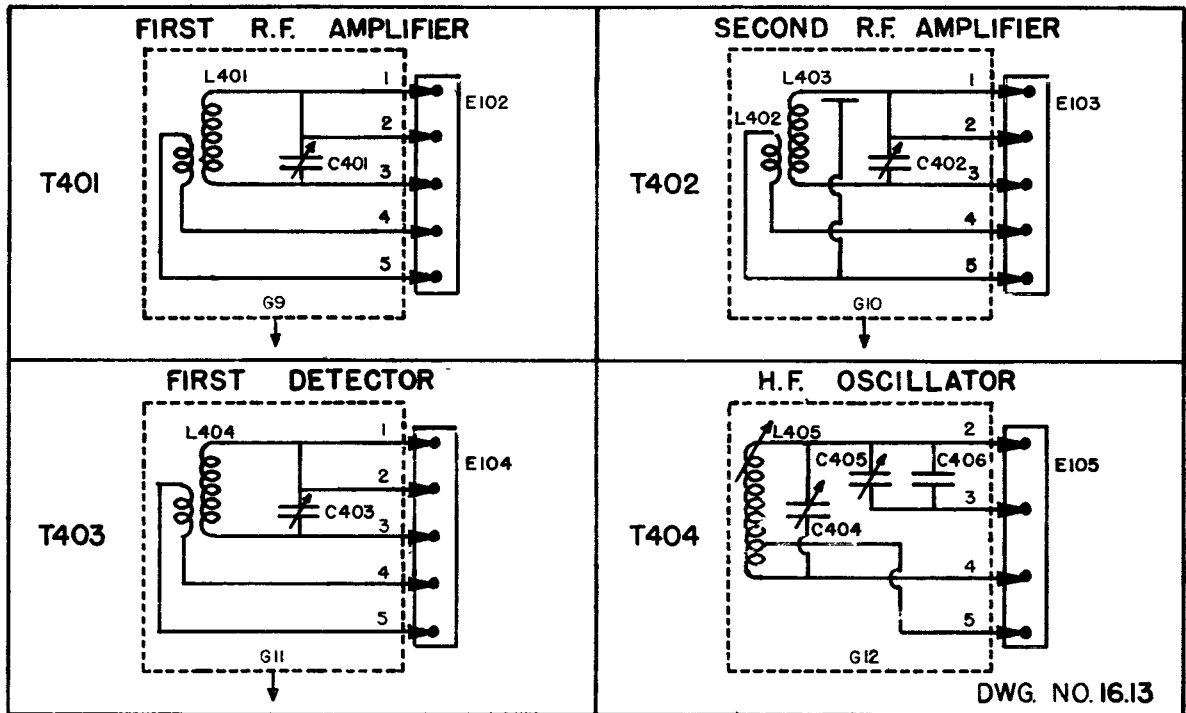 FIRST R.F. AMPLIFIER
L401
1
E102
2
C401
3
T401
4
5
G9
SECOND R.F. AMPLIFIER
L403
1
E103
L402
2
C402
3
T402
4
5
G10
FIRST DETECTOR
L404
1
E104
2
C403
3
T403
4
5
G11
H.F. OSCILLATOR
L405
2
C405
C406
E105
3
C404
T404
4
5
G12
DWG. NO. 16.13